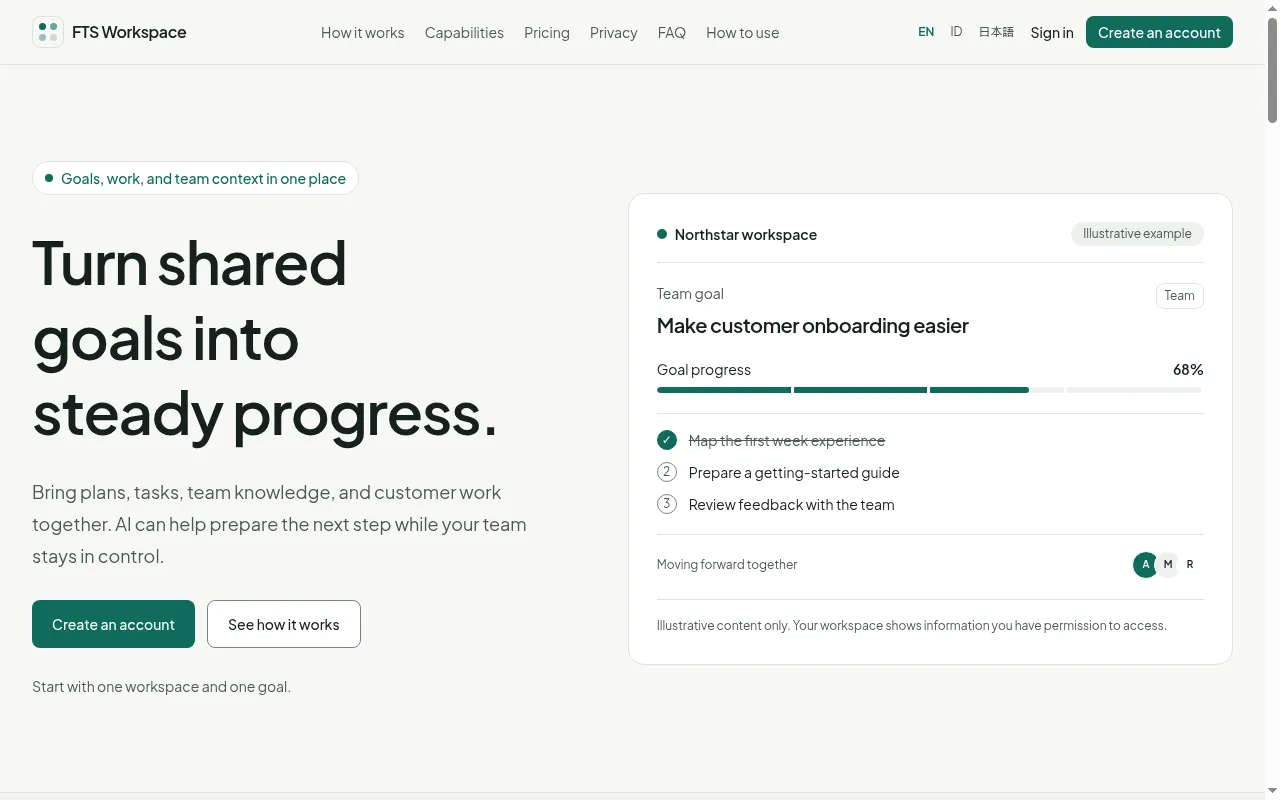 FTS Workspace
How it works
Capabilities
Pricing
Privacy
FAQ
How to use
EN
ID
日本語
Sign in
Create an account
Goals, work, and team context in one place
Turn shared
goals into
steady progress.
Bring plans, tasks, team knowledge, and customer work
together. AI can help prepare the next step while your team
stays in control.
Create an account
See how it works
Start with one workspace and one goal.
Northstar workspace
Illustrative example
Team goal
Team
Make customer onboarding easier
Goal progress
68%
✓ Map the first week experience
2 Prepare a getting-started guide
3 Review feedback with the team
Moving forward together
A M R
Illustrative content only. Your workspace shows information you have permission to access.